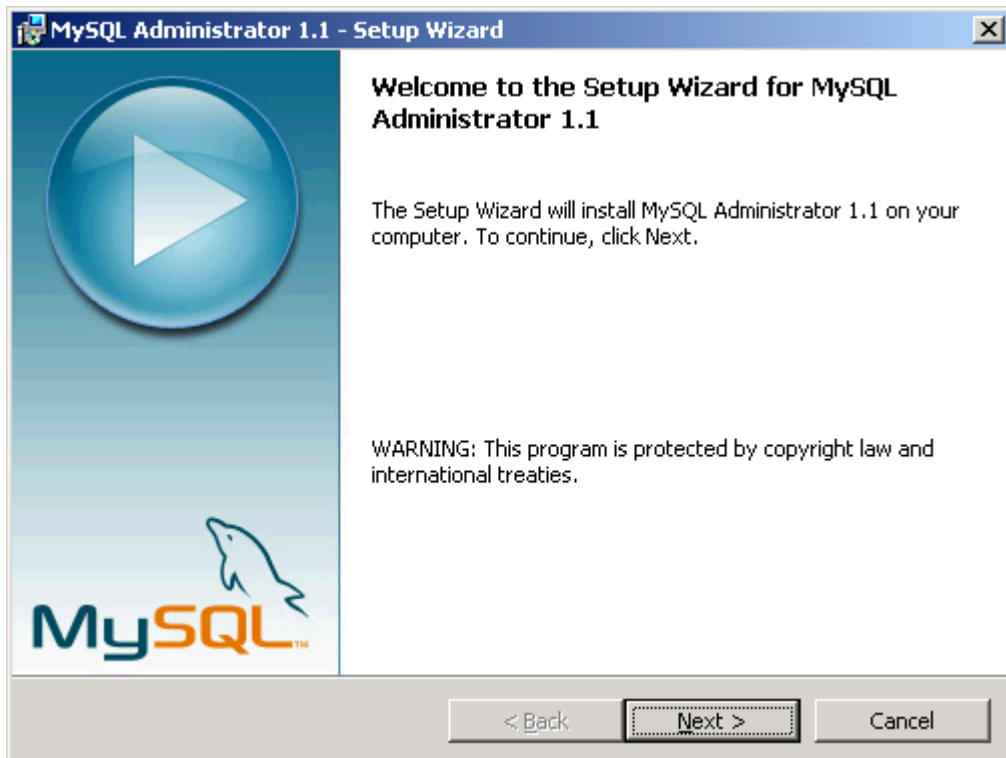 MySQL Administrator 1.1 - Setup Wizard
Welcome to the Setup Wizard for MySQL
Administrator 1.1
The Setup Wizard will install MySQL Administrator 1.1 on your
computer. To continue, click Next.
WARNING: This program is protected by copyright law and
international treaties.
MySQL™
< Back
Next >
Cancel